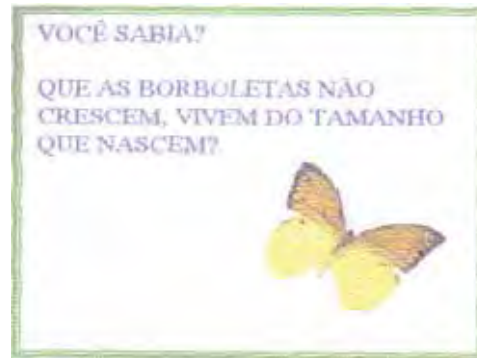 VOCÊ SABIA?
QUE AS BORBOLETAS NÃO
CRESCEM, VIVEM DO TAMANHO
QUE NASCEM?